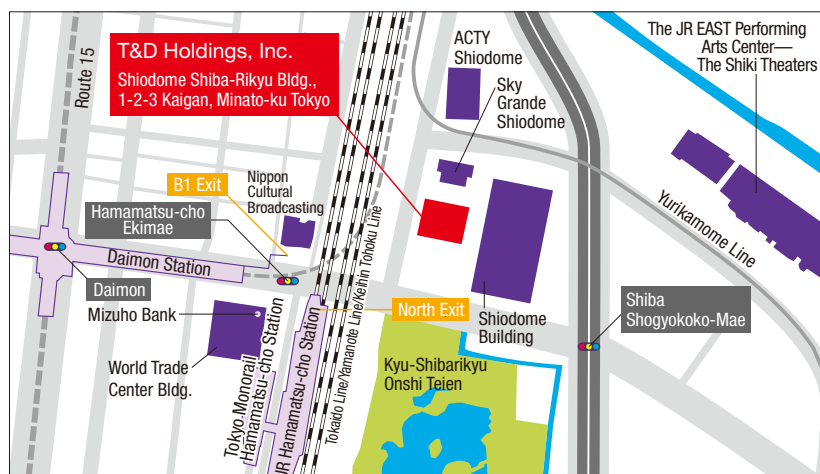 The JR EAST Performing
Arts Center—
The Shiki Theaters
T&D Holdings, Inc.
Shiodome Shiba-Rikyu Bldg.,
1-2-3 Kaigan, Minato-ku Tokyo
ACTY
Shiodome
Sky
Grande
Shiodome
Route 15
B1 Exit
Nippon
Cultural
Broadcasting
Hamamatsu-cho
Ekimae
Yurikamome Line
Daimon Station
Daimon
Mizuho Bank
North Exit
Shiodome
Building
Shiba
Shogyokoko-Mae
World Trade
Center Bldg.
Kyu-Shibarikyu
Onshi Teien
Tokyo Monorail
Hamamatsu-cho Station
JR Hamamatsu-cho Station
Tokaido Line/Yamanote Line/Keihin Tohoku Line